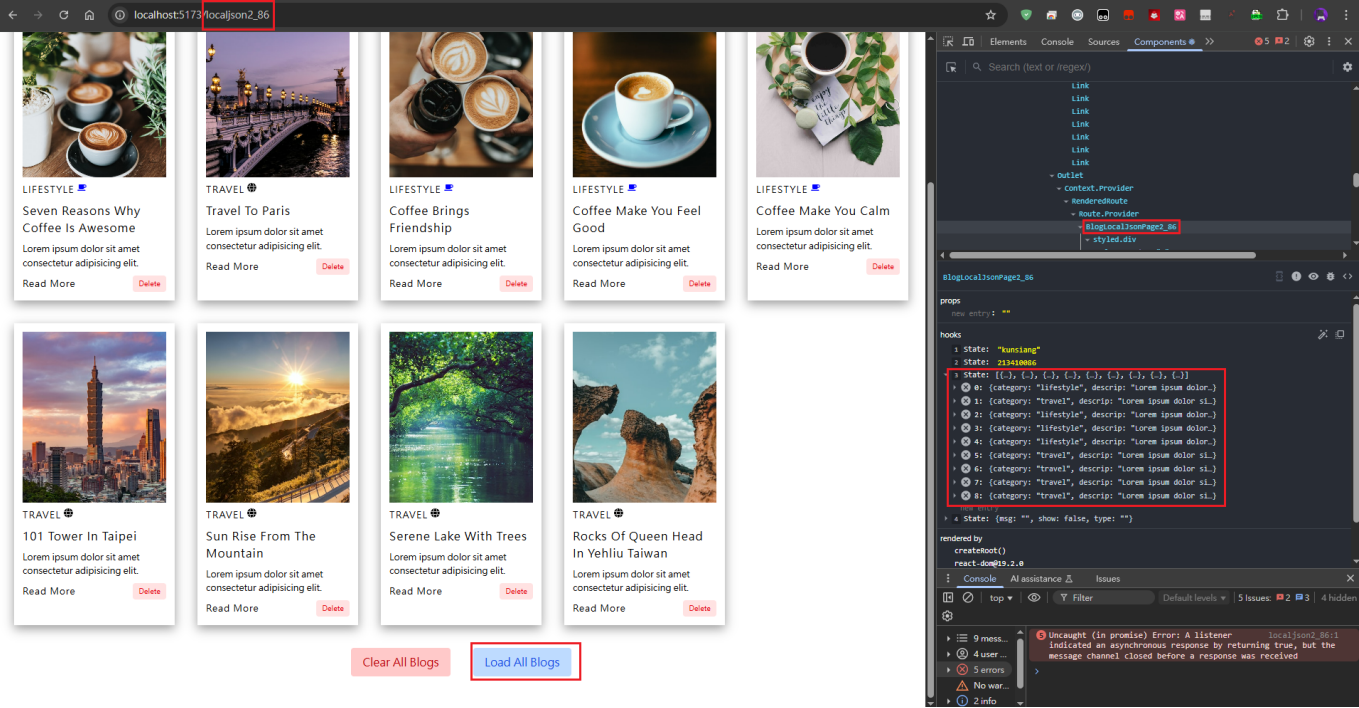 localhost:5173/localjson2_86
LIFESTYLE
Seven Reasons Why
Coffee Is Awesome
Lorem ipsum dolor sit amet
consectetur adipisicing elit.
Read More
Delete
TRAVEL
Travel To Paris
Lorem ipsum dolor sit amet
consectetur adipisicing elit.
Read More
Delete
LIFESTYLE
Coffee Brings
Friendship
Lorem ipsum dolor sit amet
consectetur adipisicing elit.
Read More
Delete
LIFESTYLE
Coffee Make You Feel
Good
Lorem ipsum dolor sit amet
consectetur adipisicing elit.
Read More
Delete
LIFESTYLE
Coffee Make You Calm
Lorem ipsum dolor sit amet
consectetur adipisicing elit.
Read More
Delete
TRAVEL
101 Tower In Taipei
Lorem ipsum dolor sit amet
consectetur adipisicing elit.
Read More
Delete
TRAVEL
Sun Rise From The
Mountain
Lorem ipsum dolor sit amet
consectetur adipisicing elit.
Read More
Delete
TRAVEL
Serene Lake With Trees
Lorem ipsum dolor sit amet
consectetur adipisicing elit.
Read More
Delete
TRAVEL
Rocks Of Queen Head
In Yehliu Taiwan
Lorem ipsum dolor sit amet
consectetur adipisicing elit.
Read More
Delete
Clear All Blogs
Load All Blogs
Elements Console Sources Components 5 2
Search (text or /regex/)
Link
Link
Link
Link
Link
Link
Link
Outlet
Context.Provider
RenderedRoute
Route.Provider
BlogLocalJsonPage2_86
styled.div
BlogLocalJsonPage2_86
props
new entry: ""
hooks
1 State: "kunsiang"
2 State: 213410086
3 State: [{…}, {…}, {…}, {…}, {…}, {…}, {…}, {…}, {…}]
0: {category: "lifestyle", descrip: "Lorem ipsum dolor…}
1: {category: "travel", descrip: "Lorem ipsum dolor si…}
2: {category: "lifestyle", descrip: "Lorem ipsum dolor…}
3: {category: "lifestyle", descrip: "Lorem ipsum dolor…}
4: {category: "lifestyle", descrip: "Lorem ipsum dolor…}
5: {category: "travel", descrip: "Lorem ipsum dolor si…}
6: {category: "travel", descrip: "Lorem ipsum dolor si…}
7: {category: "travel", descrip: "Lorem ipsum dolor si…}
8: {category: "travel", descrip: "Lorem ipsum dolor si…}
new entry
4 State: {msg: "", show: false, type: ""}
rendered by
createRoot()
react-dom@19.2.0
Console AI assistance Issues
top Filter Default levels 5 Issues: 2 3 4 hidden
9 mess...
4 user ...
5 errors
No war...
2 info
5 Uncaught (in promise) Error: A listener localjson2_86:1
indicated an asynchronous response by returning true, but the
message channel closed before a response was received